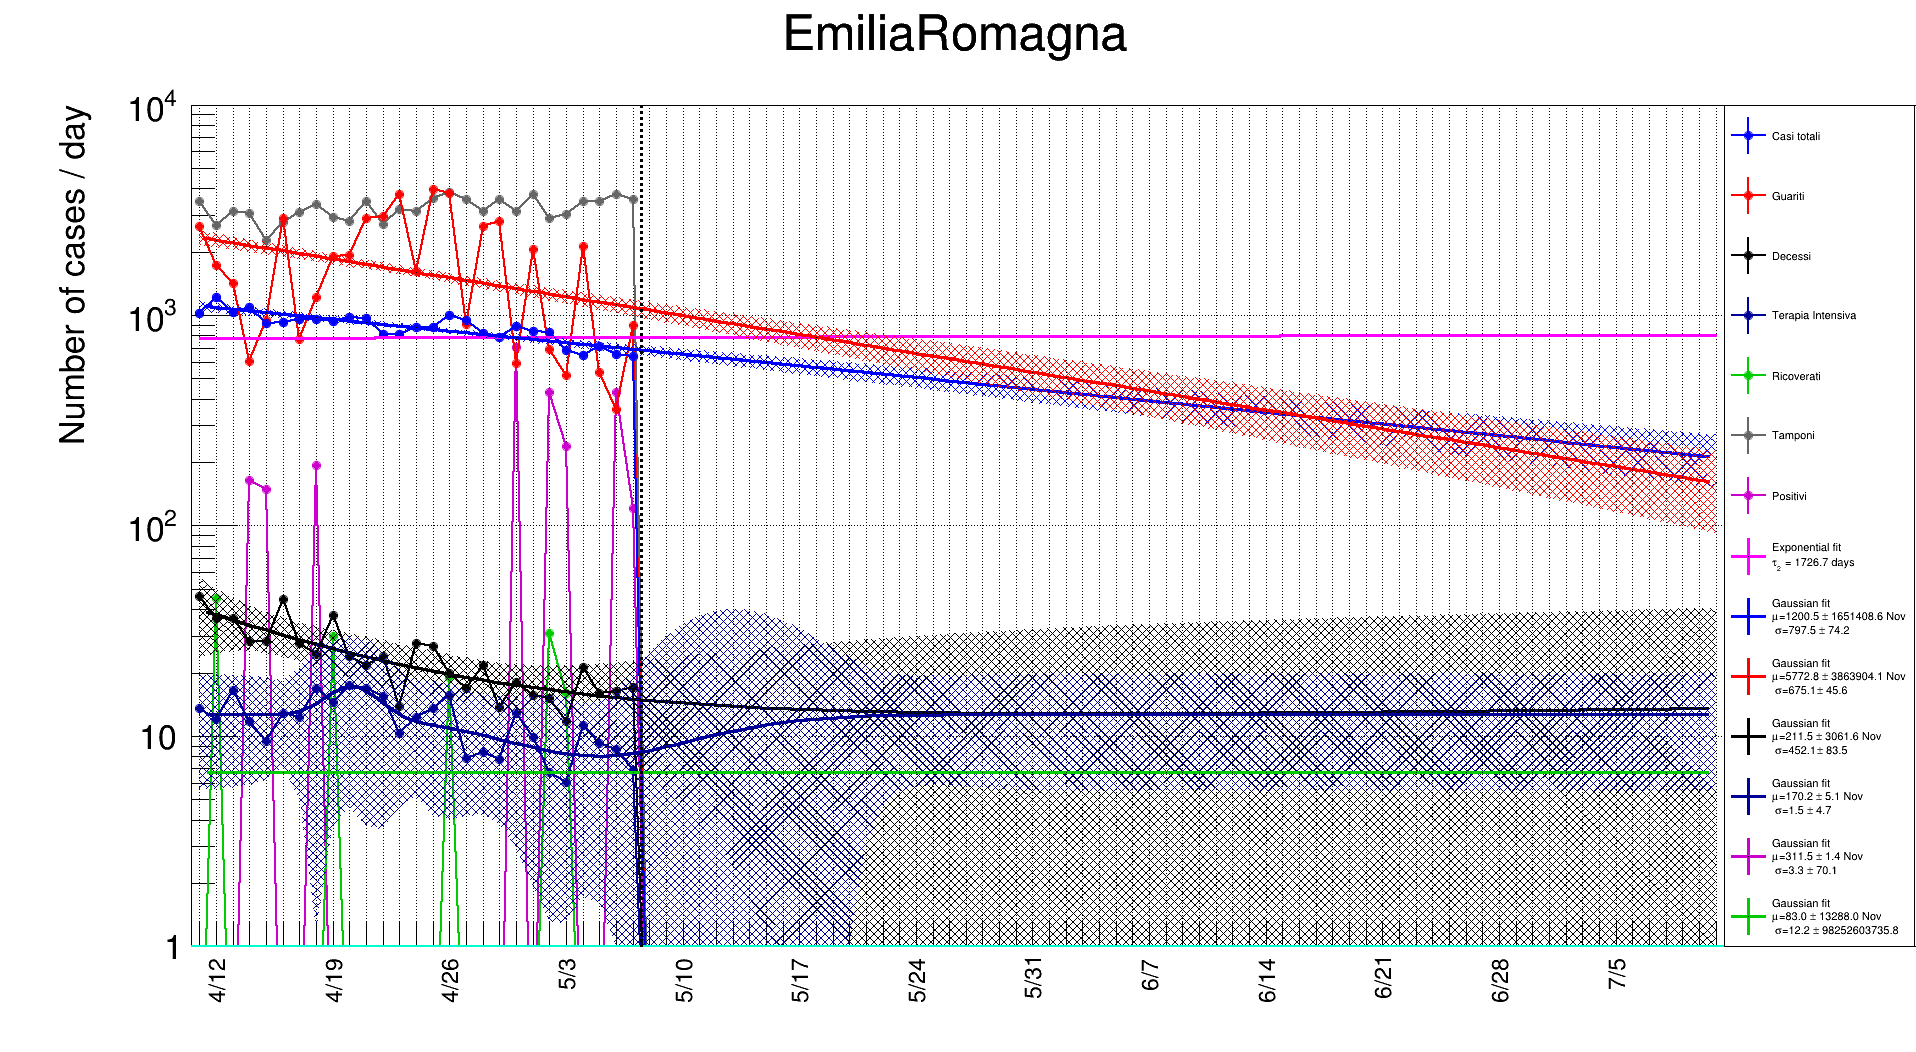 EmiliaRomagna
Number of cases / day
10^4
10^3
10^2
10
1
4/12
4/19
4/26
5/3
5/10
5/17
5/24
5/31
6/7
6/14
6/21
6/28
7/5
Casi totali
Guariti
Decessi
Terapia Intensiva
Ricoverati
Tamponi
Positivi
Exponential fit
τ_2 = 1726.7 days
Gaussian fit
μ=1200.5 ± 1651408.6 Nov
σ=797.5 ± 74.2
Gaussian fit
μ=5772.8 ± 3863904.1 Nov
σ=675.1 ± 45.6
Gaussian fit
μ=211.5 ± 3061.6 Nov
σ=452.1 ± 83.5
Gaussian fit
μ=170.2 ± 5.1 Nov
σ=1.5 ± 4.7
Gaussian fit
μ=311.5 ± 1.4 Nov
σ=3.3 ± 70.1
Gaussian fit
μ=83.0 ± 13288.0 Nov
σ=12.2 ± 98252603735.8